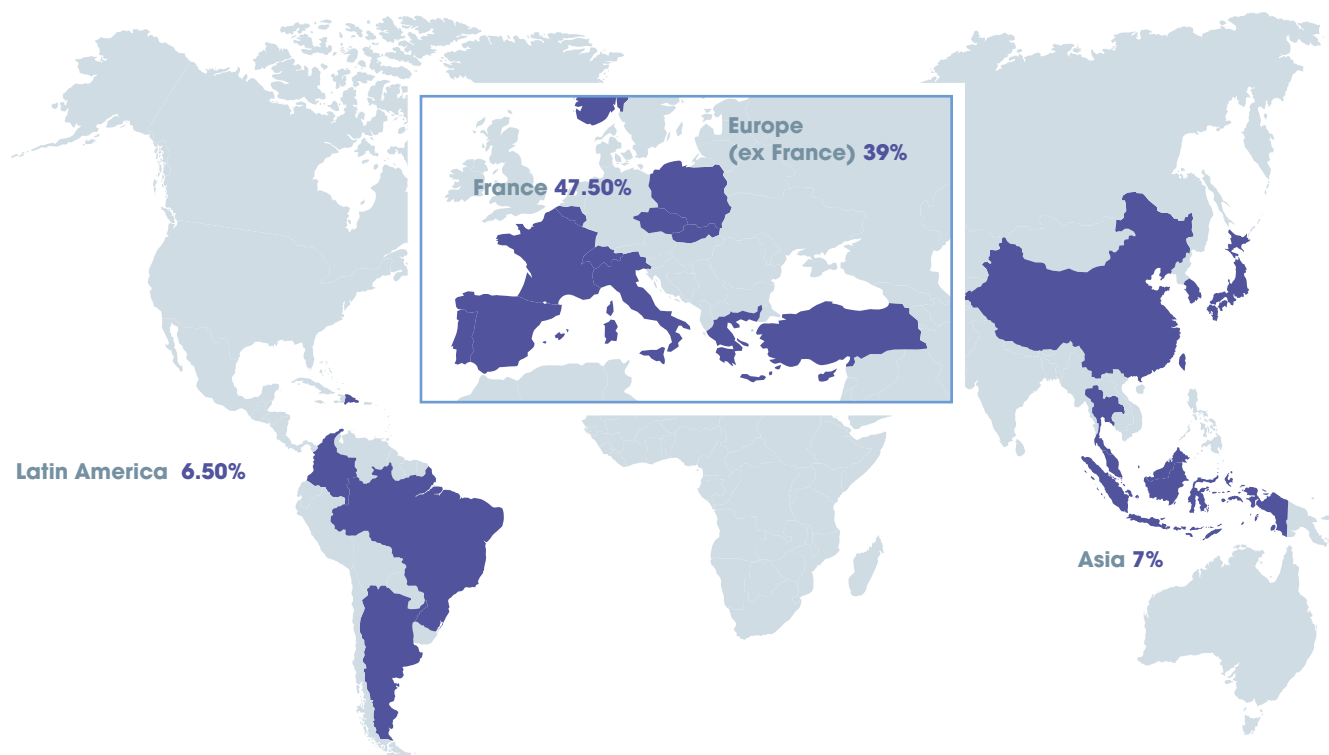 Europe
(ex France) 39%
France 47.50%
Latin America 6.50%
Asia 7%